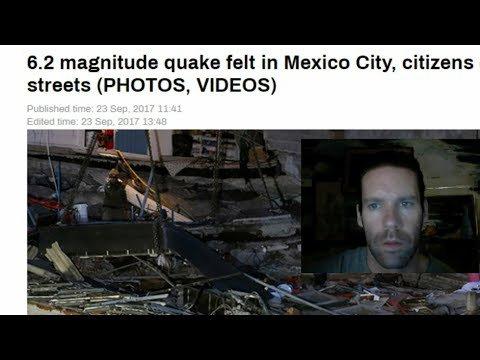 6.2 magnitude quake felt in Mexico City, citizens
streets (PHOTOS, VIDEOS)
Published time: 23 Sep, 2017 11:41
Edited time: 23 Sep, 2017 13:48